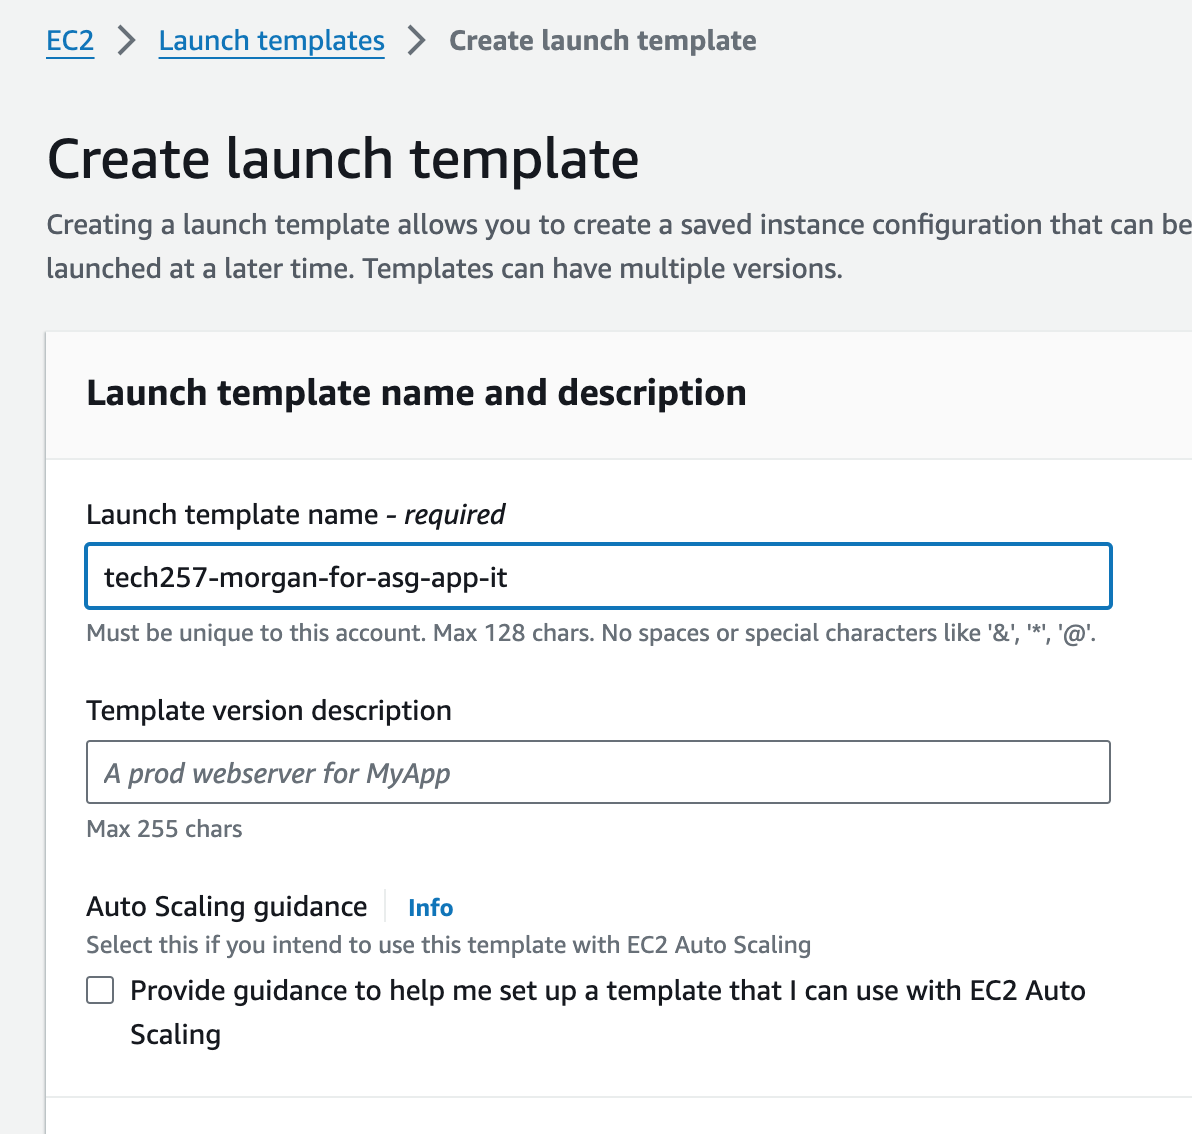 EC2 > Launch templates > Create launch template
Create launch template
Creating a launch template allows you to create a saved instance configuration that can be
launched at a later time. Templates can have multiple versions.
Launch template name and description
Launch template name - required
tech257-morgan-for-asg-app-it
Must be unique to this account. Max 128 chars. No spaces or special characters like '&', '*', '@'.
Template version description
A prod webserver for MyApp
Max 255 chars
Auto Scaling guidance Info
Select this if you intend to use this template with EC2 Auto Scaling
Provide guidance to help me set up a template that I can use with EC2 Auto
Scaling